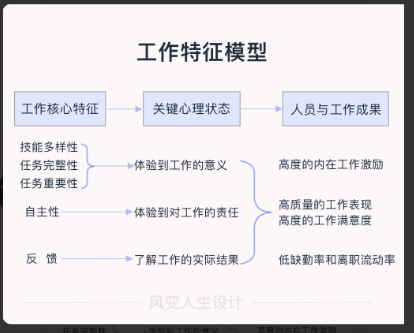 工作特征模型
工作核心特征
关键心理状态
人员与工作成果
技能多样性
任务完整性
任务重要性
体验到工作的意义
高度的内在工作激励
自主性
体验到对工作的责任
高质量的工作表现
高度的工作满意度
反 馈
了解工作的实际结果
低缺勤率和离职流动率
风变人生设计